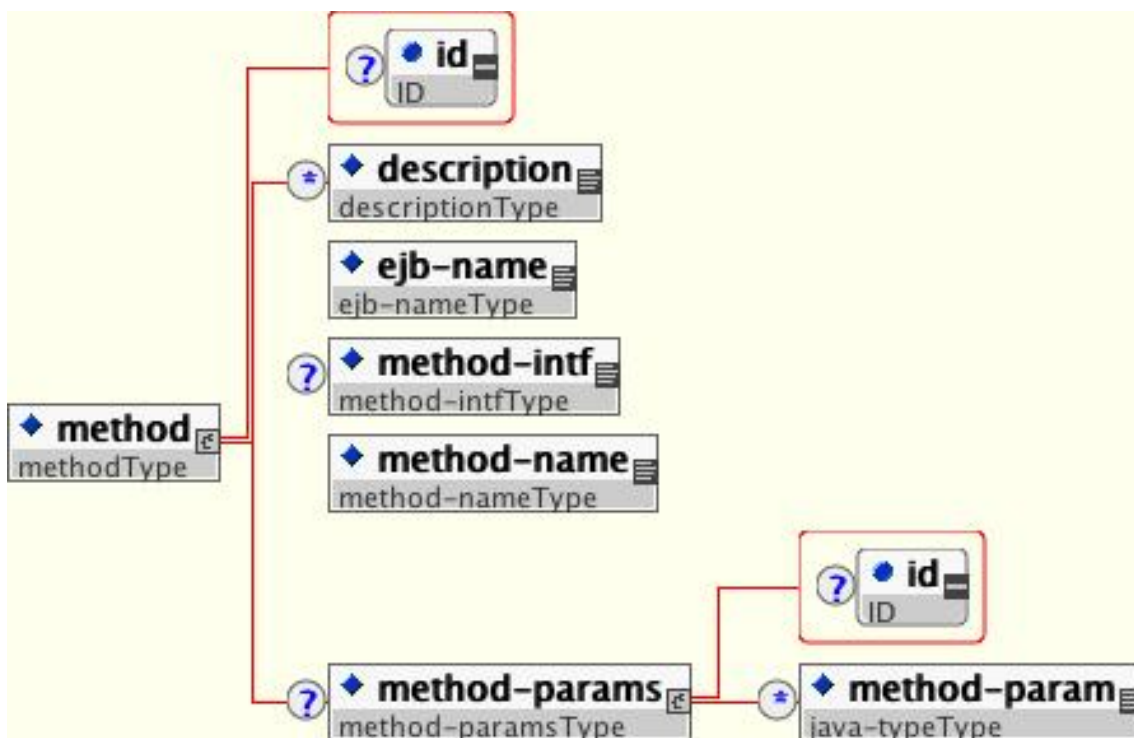 ? id
ID
* description
descriptionType
ejb-name
ejb-nameType
? method-intf
method-intfType
method
methodType
method-name
method-nameType
? id
ID
? method-params
method-paramsType
* method-param
java-typeType